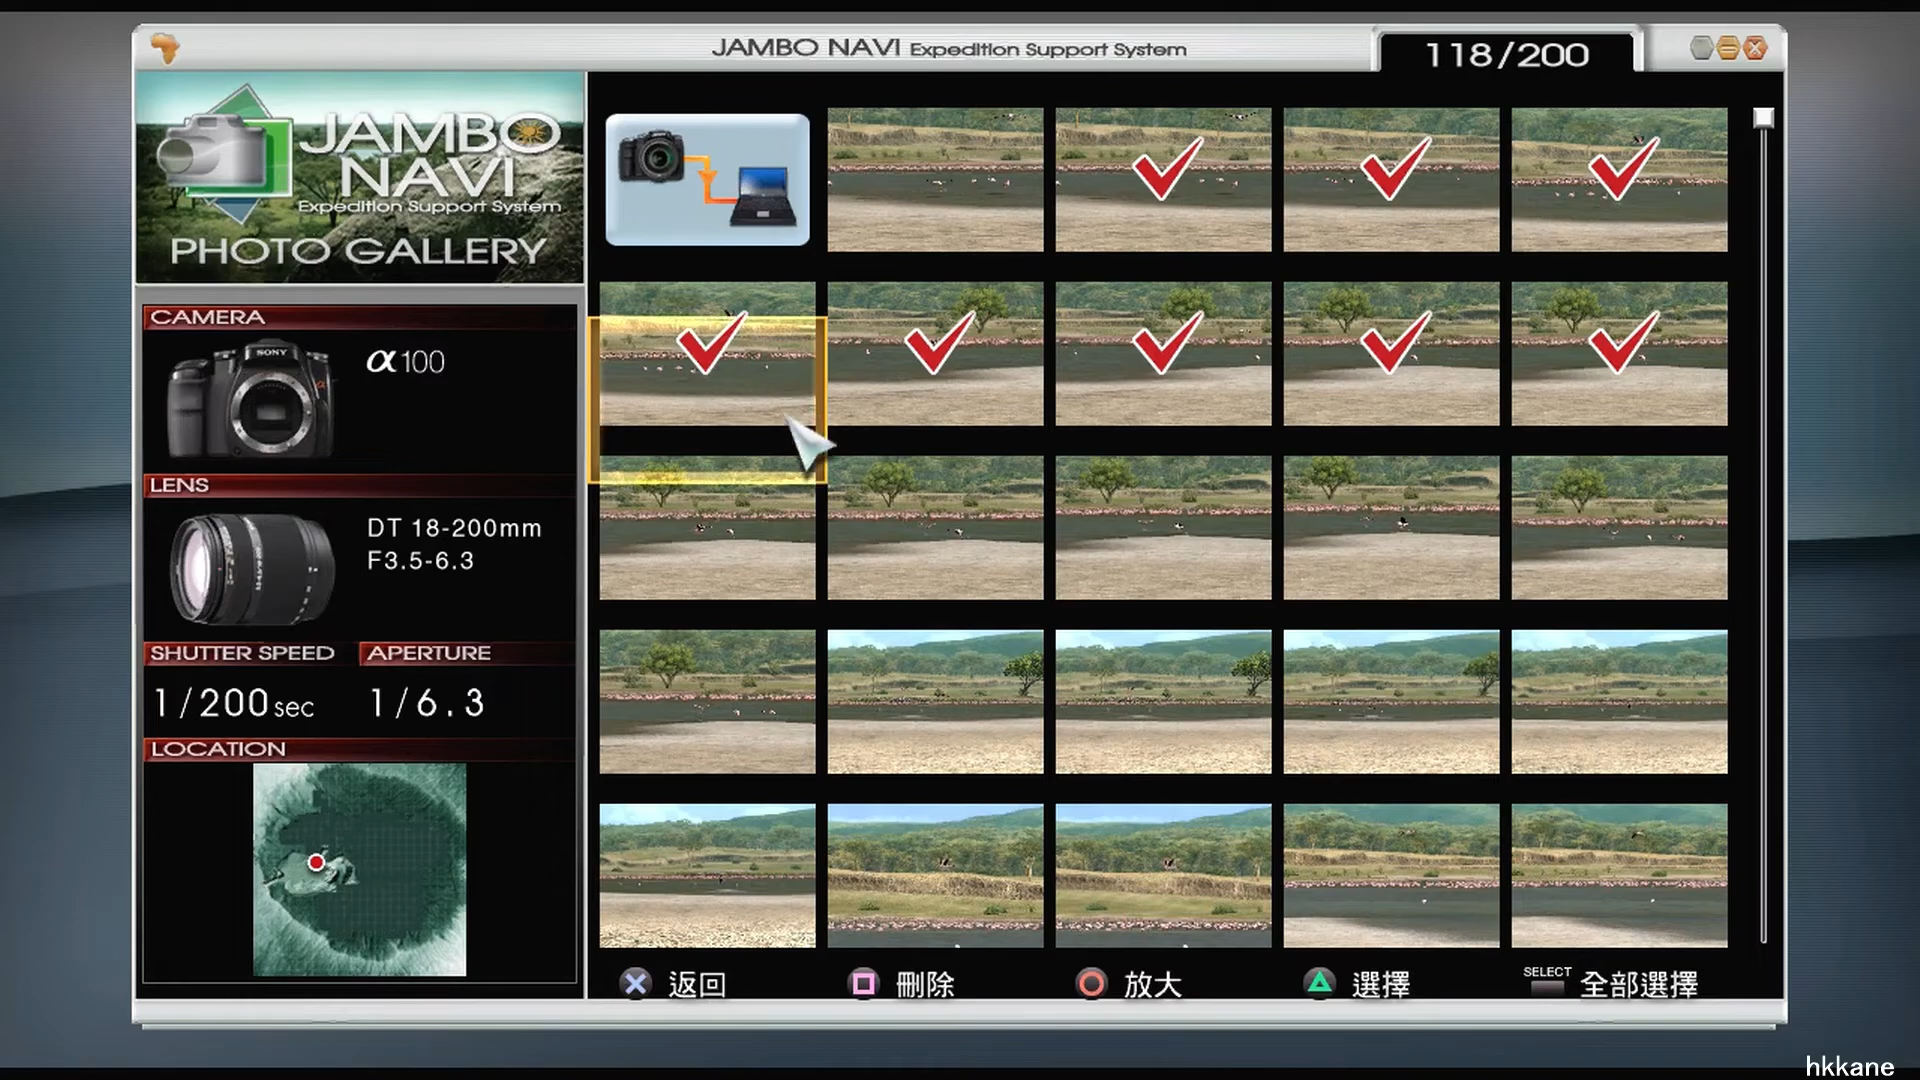 JAMBO NAVI Expedition Support System
118/200
JAMBO
NAVI
Expedition Support System
PHOTO GALLERY
CAMERA
SONY
α
α100
LENS
DT 18-200mm
F3.5-6.3
SHUTTER SPEED
APERTURE
1/200sec
1/6.3
LOCATION
返回
刪除
放大
選擇
SELECT
全部選擇
hkkane